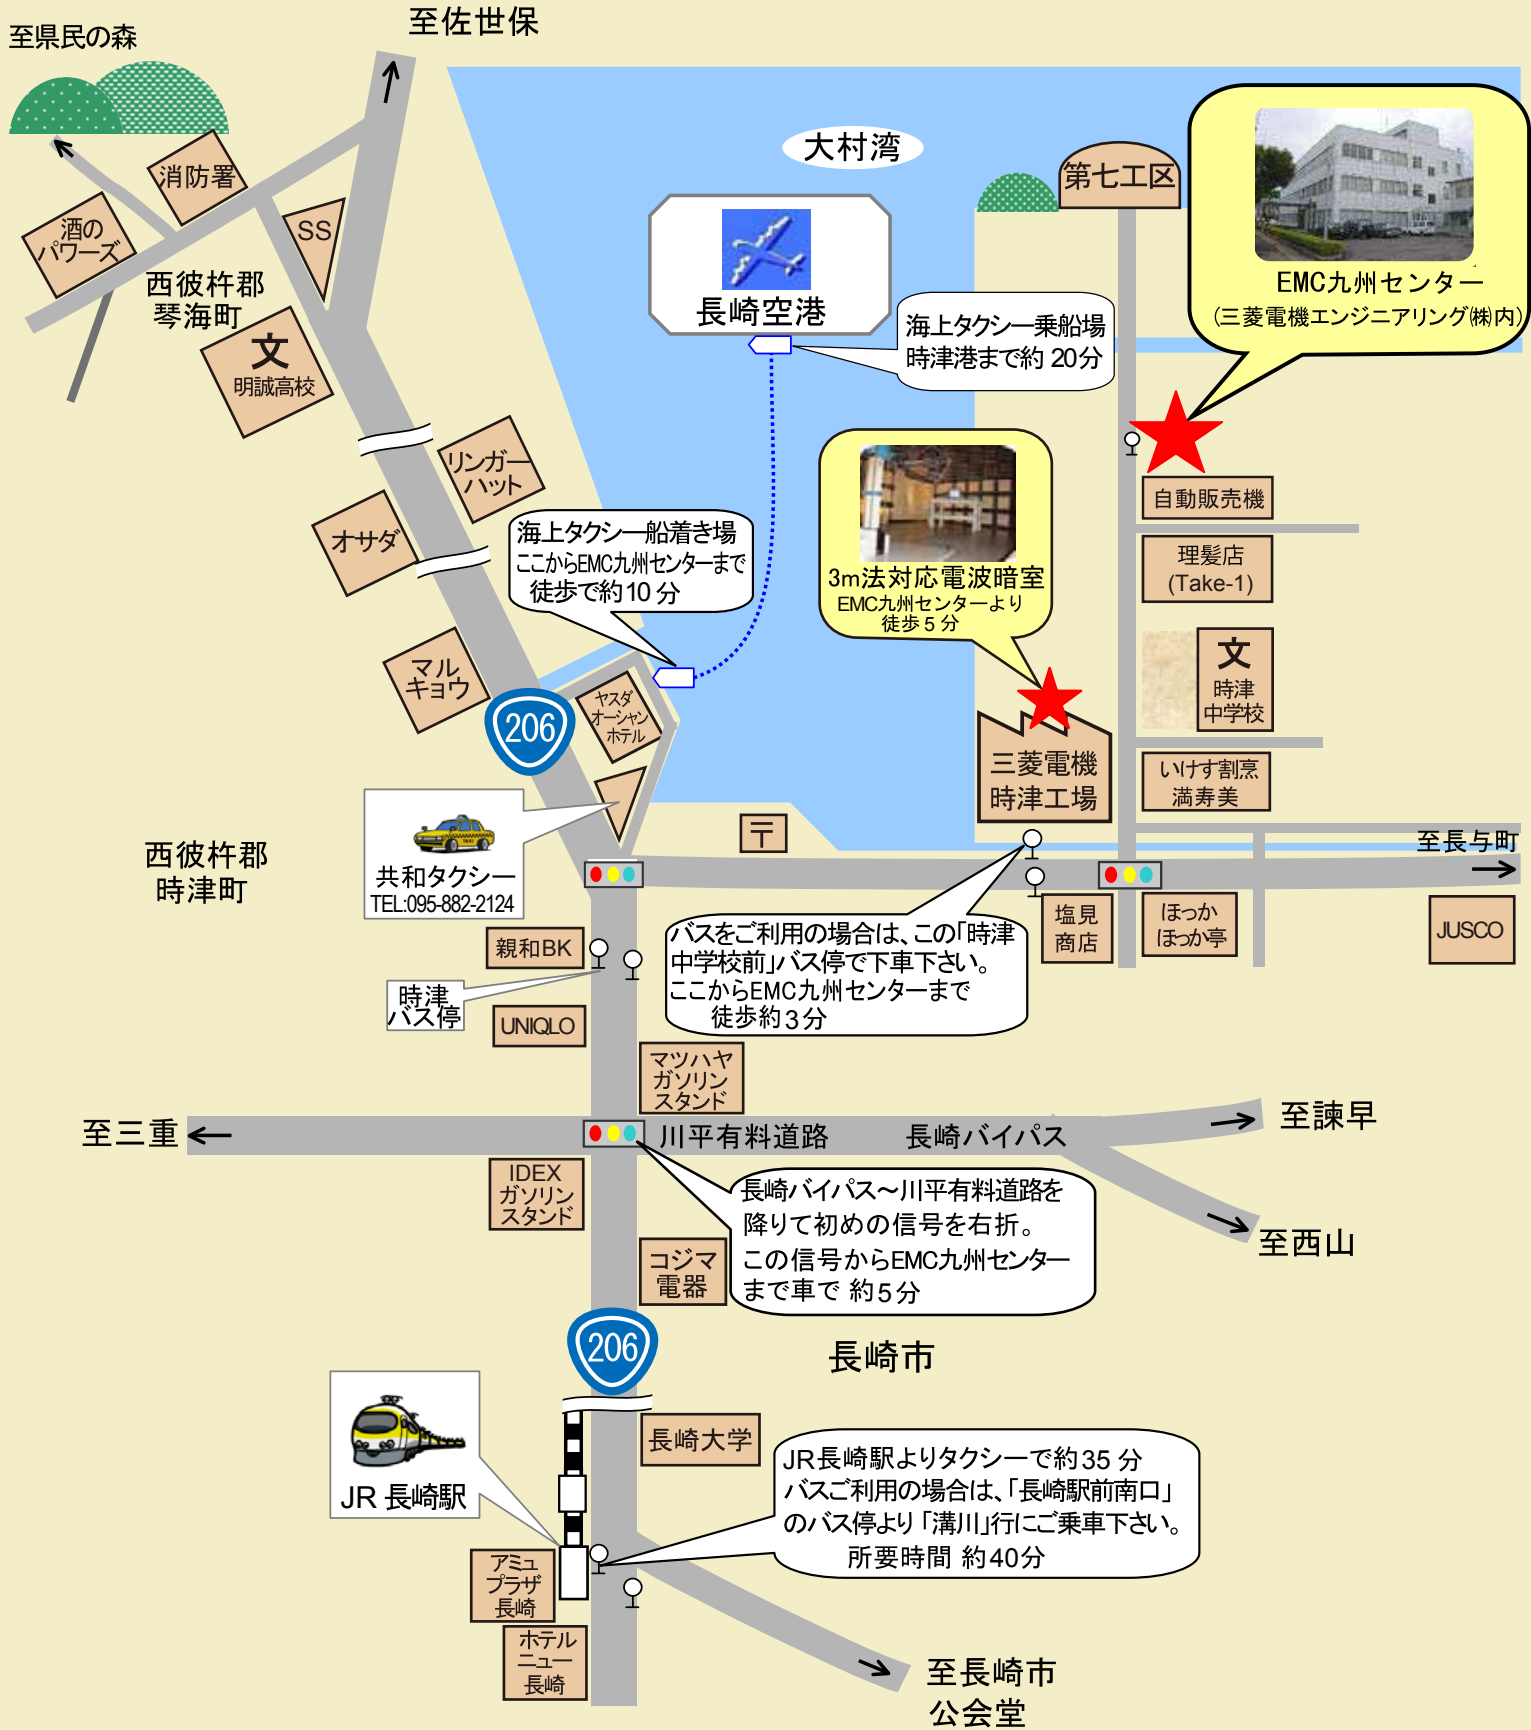 至佐世保
至県民の森
消防署
酒の
パワーズ
SS
西彼杵郡
琴海町
文
明誠高校
大村湾
長崎空港
第七工区
EMC九州センター
(三菱電機エンジニアリング㈱内)
海上タクシー乗船場
時津港まで約 20分
リンガー
ハット
オサダ
マル
キョウ
海上タクシー船着き場
ここからEMC九州センターまで
徒歩で約10 分
3m法対応電波暗室
EMC九州センターより
徒歩 5 分
自動販売機
理髪店
(Take-1)
文
時津
中学校
いけす割烹
満寿美
206
ヤスダ
オーシャン
ホテル
三菱電機
時津工場
〒
至長与町
共和タクシー
TEL:095-882-2124
西彼杵郡
時津町
親和BK
時津
バス停
UNIQLO
バスをご利用の場合は、この「時津
中学校前」バス停で下車下さい。
ここからEMC九州センターまで
徒歩約 3 分
塩見
商店
ほっか
ほっか亭
JUSCO
マツハヤ
ガソリン
スタンド
至三重
川平有料道路
長崎バイパス
至諫早
IDEX
ガソリン
スタンド
長崎バイパス～川平有料道路を
降りて初めの信号を右折。
この信号からEMC九州センター
まで車で 約 5 分
至西山
コジマ
電器
206
長崎市
JR 長崎駅
長崎大学
JR長崎駅よりタクシーで約35 分
バスご利用の場合は、「長崎駅前南口」
のバス停より 「溝川」行にご乗車下さい。
所要時間 約40分
アミュ
プラザ
長崎
ホテル
ニュー
長崎
至長崎市
公会堂